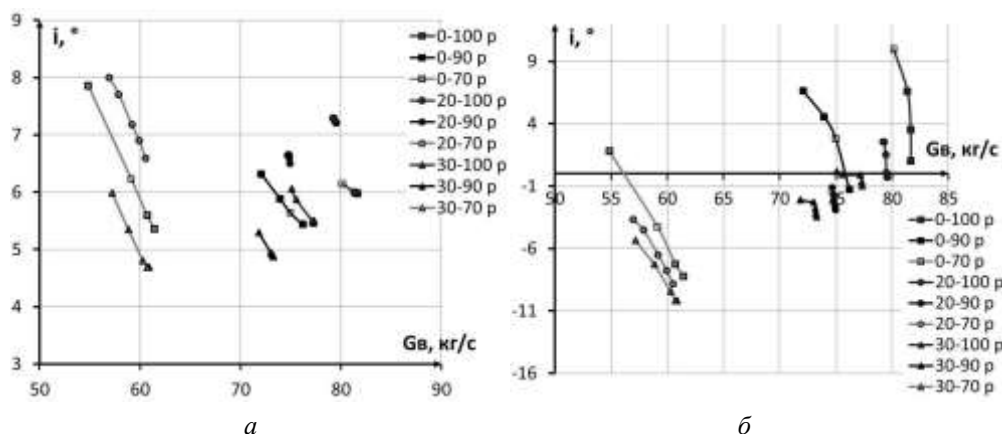 9
8
7
6
5
4
3
i, °
0-100 р
0-90 р
0-70 р
20-100 р
20-90 р
20-70 р
30-100 р
30-90 р
30-70 р
Gв, кг/с
50 60 70 80 90
а
i, °
9
4
-1
-6
-11
-16
Gв, кг/с
50 55 60 65 70 75 80 85
0-100 р
0-90 р
0-70 р
20-100 р
20-90 р
20-70 р
30-100 р
30-90 р
30-70 р
б